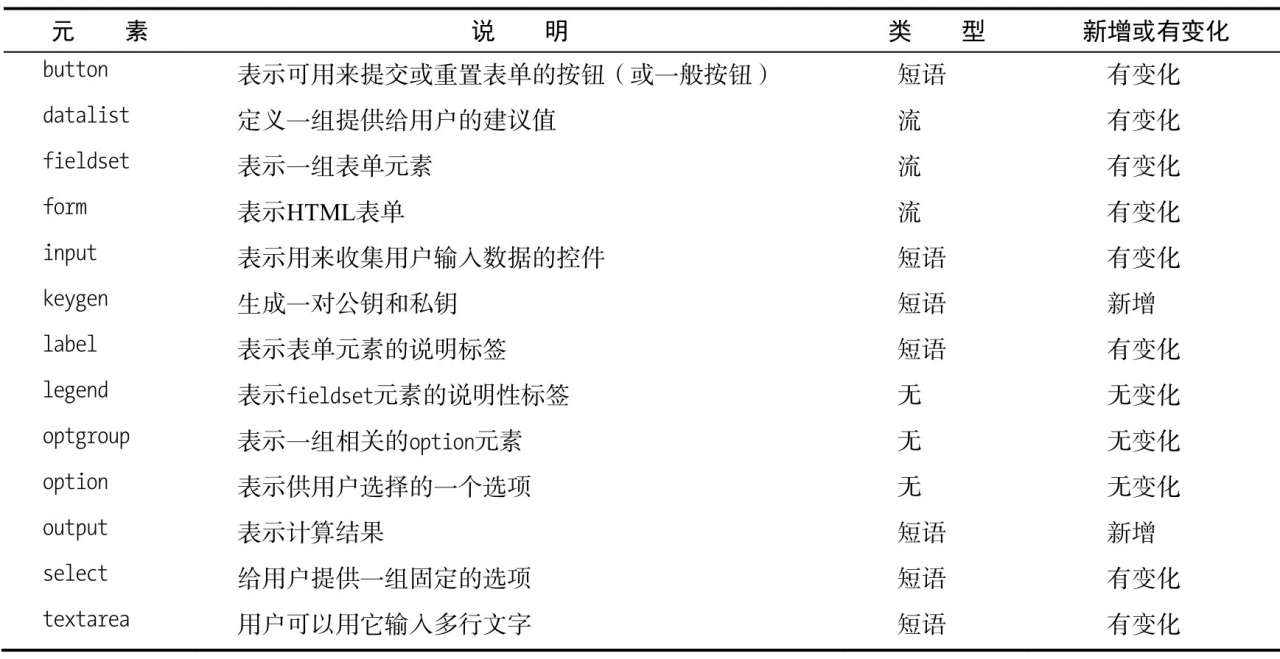 元 素 说 明 类 型 新增或有变化
button 表示可用来提交或重置表单的按钮（或一般按钮） 短语 有变化
datalist 定义一组提供给用户的建议值 流 有变化
fieldset 表示一组表单元素 流 有变化
form 表示HTML表单 流 有变化
input 表示用来收集用户输入数据的控件 短语 有变化
keygen 生成一对公钥和私钥 短语 新增
label 表示表单元素的说明标签 短语 有变化
legend 表示fieldset元素的说明性标签 无 无变化
optgroup 表示一组相关的option元素 无 无变化
option 表示供用户选择的一个选项 无 无变化
output 表示计算结果 短语 新增
select 给用户提供一组固定的选项 短语 有变化
textarea 用户可以用它输入多行文字 短语 有变化